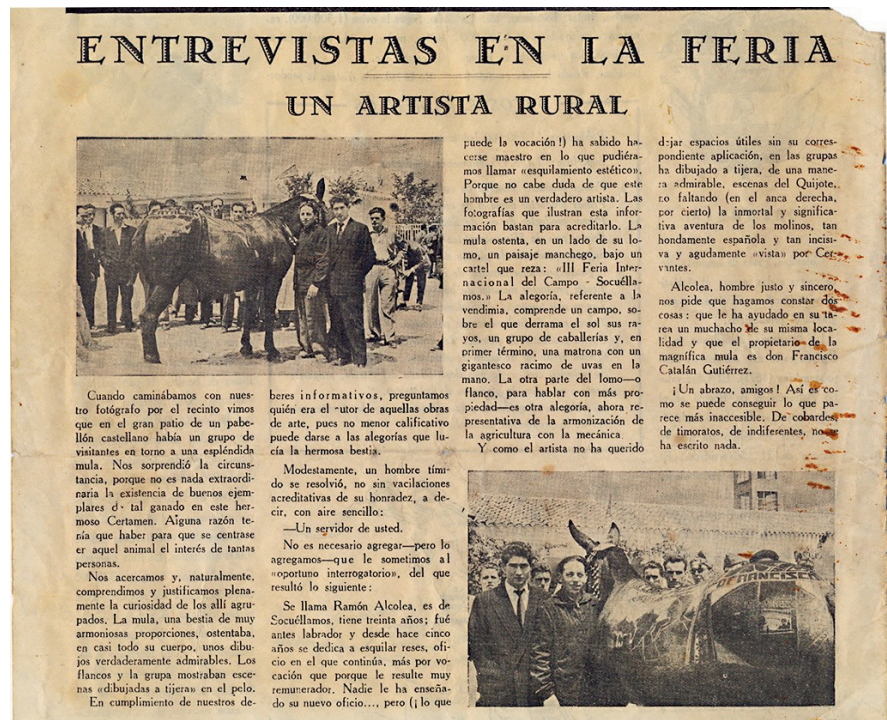 ENTREVISTAS EN LA FERIA
UN ARTISTA RURAL
Cuando caminábamos con nues-
tro fotógrafo por el recinto vimos
que en el gran patio de un pabe-
llón castellano había un grupo de
visitantes en torno a una espléndida
mula. Nos sorprendió la circuns-
tancia, porque no es nada extraordi-
naria la existencia de buenos ejem-
plares d tal ganado en este her-
moso Certamen. Alguna razón te-
nía que haber para que se centrase
er aquel animal el interés de tantas
personas.
Nos acercamos y, naturalmente,
comprendimos y justificamos plena-
mente la curiosidad de los allí agru-
pados. La mula, una bestia de muy
armoniosas proporciones, ostentaba,
en casi todo su cuerpo, unos dibu-
jos verdaderamente admirables. Los
flancos y la grupa mostraban esce-
nas «dibujadas a tijera» en el pelo.
En cumplimiento de nuestros de-
beres informativos, preguntamos
quién era el utor de aquellas obras
de arte, pues no menor calificativo
puede darse a las alegorías que lu-
cía la hermosa bestia.
Modestamente, un hombre tími-
do se resolvió, no sin vacilaciones
acreditativas de su honradez, a de-
cir, con aire sencillo:
—Un servidor de usted.
No es necesario agregar—pero lo
agregamos—que le sometimos al
«oportuno interrogatorio», del que
resultó lo siguiente:
Se llama Ramón Alcolea, es de
Socuéllamos, tiene treinta años; fué
antes labrador y desde hace cinco
años se dedica a esquilar reses, ofi-
cio en el que continúa, más por vo-
cación que porque le resulte muy
remunerador. Nadie le ha enseña-
do su nuevo oficio..., pero (¡lo que
puede la vocación!) ha sabido ha-
cerse maestro en lo que pudiéra-
mos llamar «esquilamiento estético».
Porque no cabe duda de que este
hombre es un verdadero artista. Las
fotografías que ilustran esta infor-
mación bastan para acreditarlo. La
mula ostenta, en un lado de su lo-
mo, un paisaje manchego, bajo un
cartel que reza: «III Feria Inter-
nacional del Campo - Socuélla-
mos.» La alegoría, referente a la
vendimia, comprende un campo, so-
bre el que derrama el sol sus ra-
yos, un grupo de caballerías y, en
primer término, una matrona con un
gigantesco racimo de uvas en la
mano. La otra parte del lomo—o
flanco, para hablar con más pro-
piedad—es otra alegoría, ahora re-
presentativa de la armonización de
la agricultura con la mecánica
Y como el artista no ha querido
dejar espacios útiles sin su corres-
pondiente aplicación, en las grupas
ha dibujado a tijera, de una mane-
ra admirable, escenas del Quijote,
no faltando (en el anca derecha,
por cierto) la inmortal y significa-
tiva aventura de los molinos, tan
hondamente española y tan incisi-
va y agudamente «vista» por Cer-
vantes.
Alcolea, hombre justo y sincero,
nos pide que hagamos constar dos
cosas: que le ha ayudado en su ta-
rea un muchacho de su misma loca-
lidad y que el propietario de la
magnífica mula es don Francisco
Catalán Gutiérrez.
¡Un abrazo, amigos! Así es co-
mo se puede conseguir lo que pa-
rece más inaccesible. De cobardes,
de timoratos, de indiferentes, no se
ha escrito nada.
DE FRANCISCO